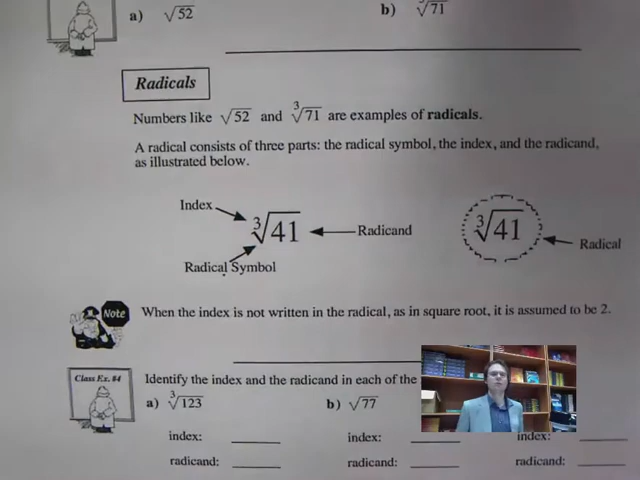 a) √52 b) ∛71
Radicals
Numbers like √52 and ∛71 are examples of radicals.
A radical consists of three parts: the radical symbol, the index, and the radicand,
as illustrated below.
Index
∛41 Radicand ∛41 Radical
Radical Symbol
Note When the index is not written in the radical, as in square root, it is assumed to be 2.
Class Ex. #4 Identify the index and the radicand in each of the
a) ∛123 b) √77
index: index: index:
radicand: radicand: radicand: